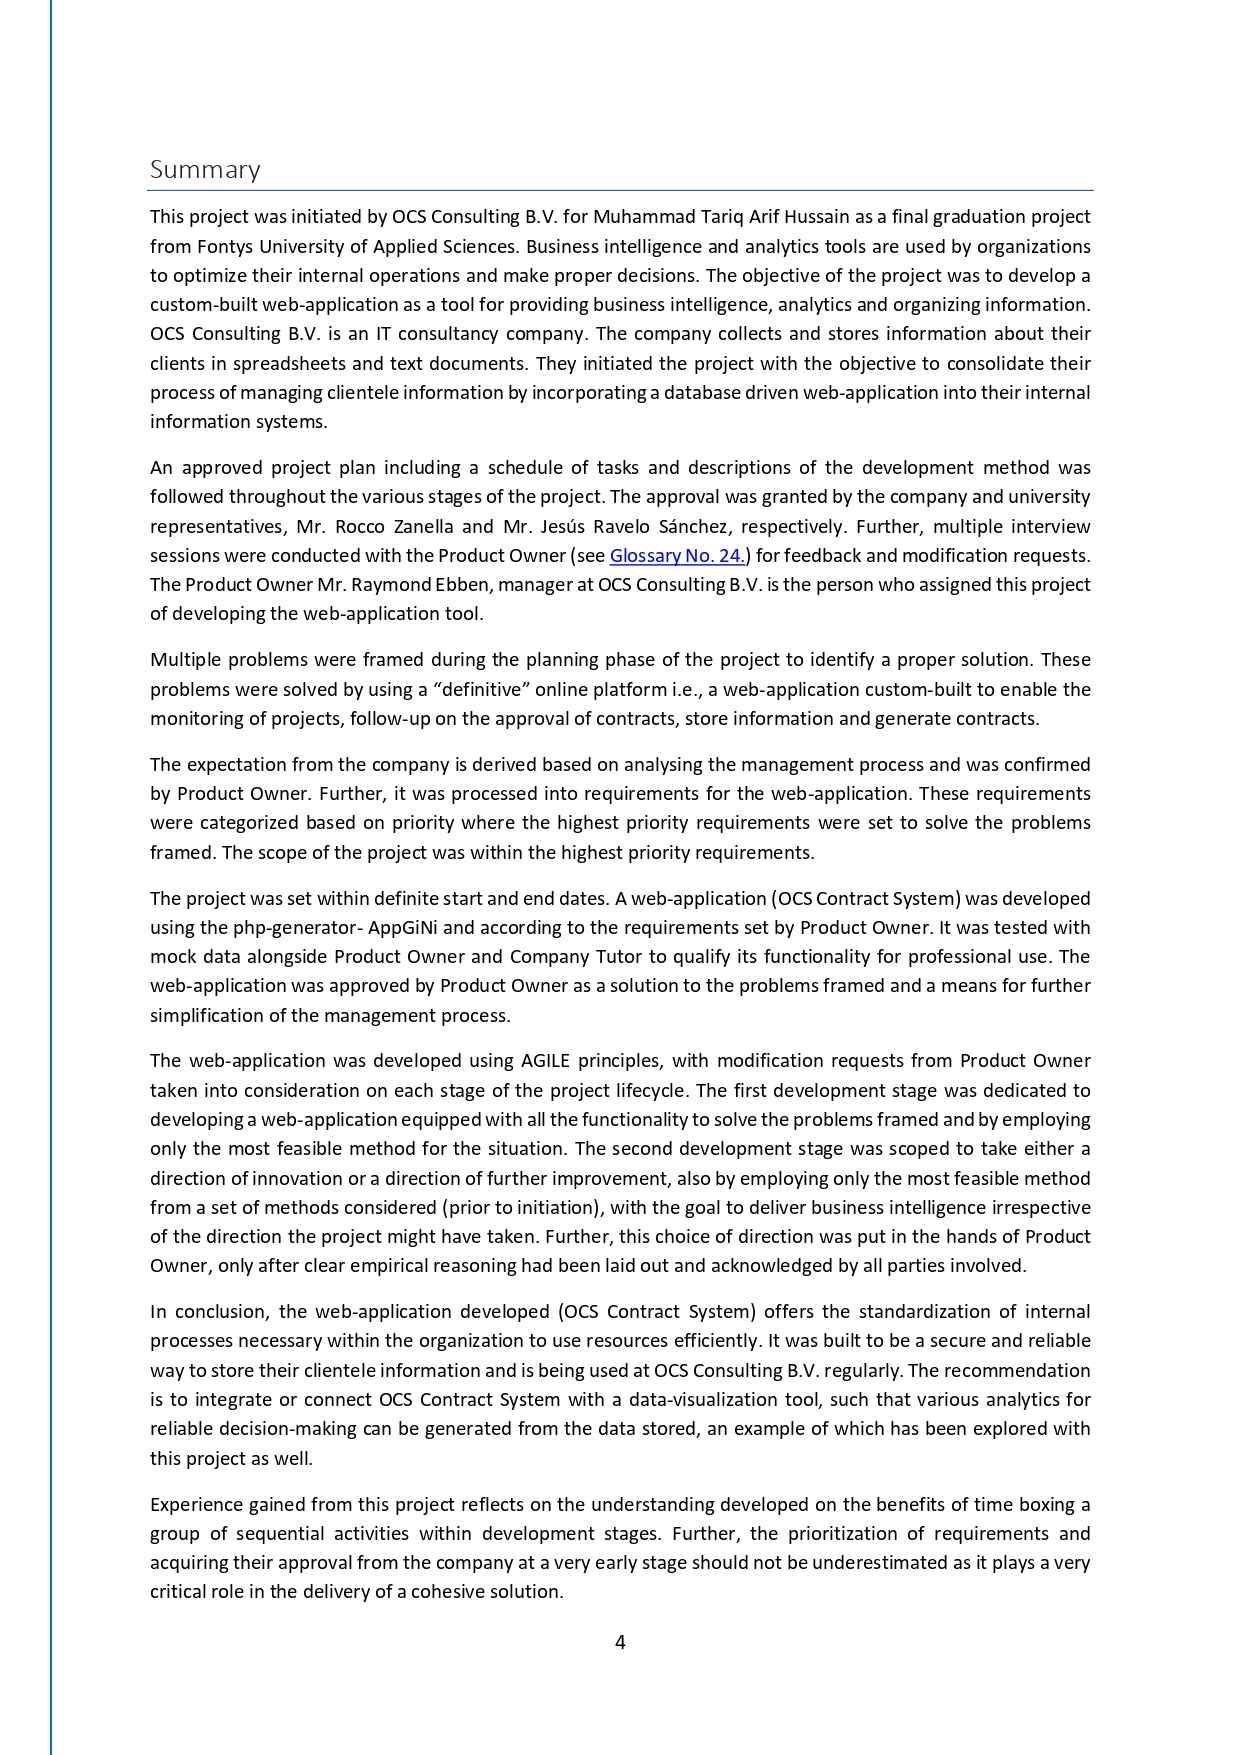 Summary
This project was initiated by OCS Consulting B.V. for Muhammad Tariq Arif Hussain as a final graduation project
from Fontys University of Applied Sciences. Business intelligence and analytics tools are used by organizations
to optimize their internal operations and make proper decisions. The objective of the project was to develop a
custom-built web-application as a tool for providing business intelligence, analytics and organizing information.
OCS Consulting B.V. is an IT consultancy company. The company collects and stores information about their
clients in spreadsheets and text documents. They initiated the project with the objective to consolidate their
process of managing clientele information by incorporating a database driven web-application into their internal
information systems.
An approved project plan including a schedule of tasks and descriptions of the development method was
followed throughout the various stages of the project. The approval was granted by the company and university
representatives, Mr. Rocco Zanella and Mr. Jesús Ravelo Sánchez, respectively. Further, multiple interview
sessions were conducted with the Product Owner (see Glossary No. 24.) for feedback and modification requests.
The Product Owner Mr. Raymond Ebben, manager at OCS Consulting B.V. is the person who assigned this project
of developing the web-application tool.
Multiple problems were framed during the planning phase of the project to identify a proper solution. These
problems were solved by using a “definitive” online platform i.e., a web-application custom-built to enable the
monitoring of projects, follow-up on the approval of contracts, store information and generate contracts.
The expectation from the company is derived based on analysing the management process and was confirmed
by Product Owner. Further, it was processed into requirements for the web-application. These requirements
were categorized based on priority where the highest priority requirements were set to solve the problems
framed. The scope of the project was within the highest priority requirements.
The project was set within definite start and end dates. A web-application (OCS Contract System) was developed
using the php-generator- AppGiNi and according to the requirements set by Product Owner. It was tested with
mock data alongside Product Owner and Company Tutor to qualify its functionality for professional use. The
web-application was approved by Product Owner as a solution to the problems framed and a means for further
simplification of the management process.
The web-application was developed using AGILE principles, with modification requests from Product Owner
taken into consideration on each stage of the project lifecycle. The first development stage was dedicated to
developing a web-application equipped with all the functionality to solve the problems framed and by employing
only the most feasible method for the situation. The second development stage was scoped to take either a
direction of innovation or a direction of further improvement, also by employing only the most feasible method
from a set of methods considered (prior to initiation), with the goal to deliver business intelligence irrespective
of the direction the project might have taken. Further, this choice of direction was put in the hands of Product
Owner, only after clear empirical reasoning had been laid out and acknowledged by all parties involved.
In conclusion, the web-application developed (OCS Contract System) offers the standardization of internal
processes necessary within the organization to use resources efficiently. It was built to be a secure and reliable
way to store their clientele information and is being used at OCS Consulting B.V. regularly. The recommendation
is to integrate or connect OCS Contract System with a data-visualization tool, such that various analytics for
reliable decision-making can be generated from the data stored, an example of which has been explored with
this project as well.
Experience gained from this project reflects on the understanding developed on the benefits of time boxing a
group of sequential activities within development stages. Further, the prioritization of requirements and
acquiring their approval from the company at a very early stage should not be underestimated as it plays a very
critical role in the delivery of a cohesive solution.
4